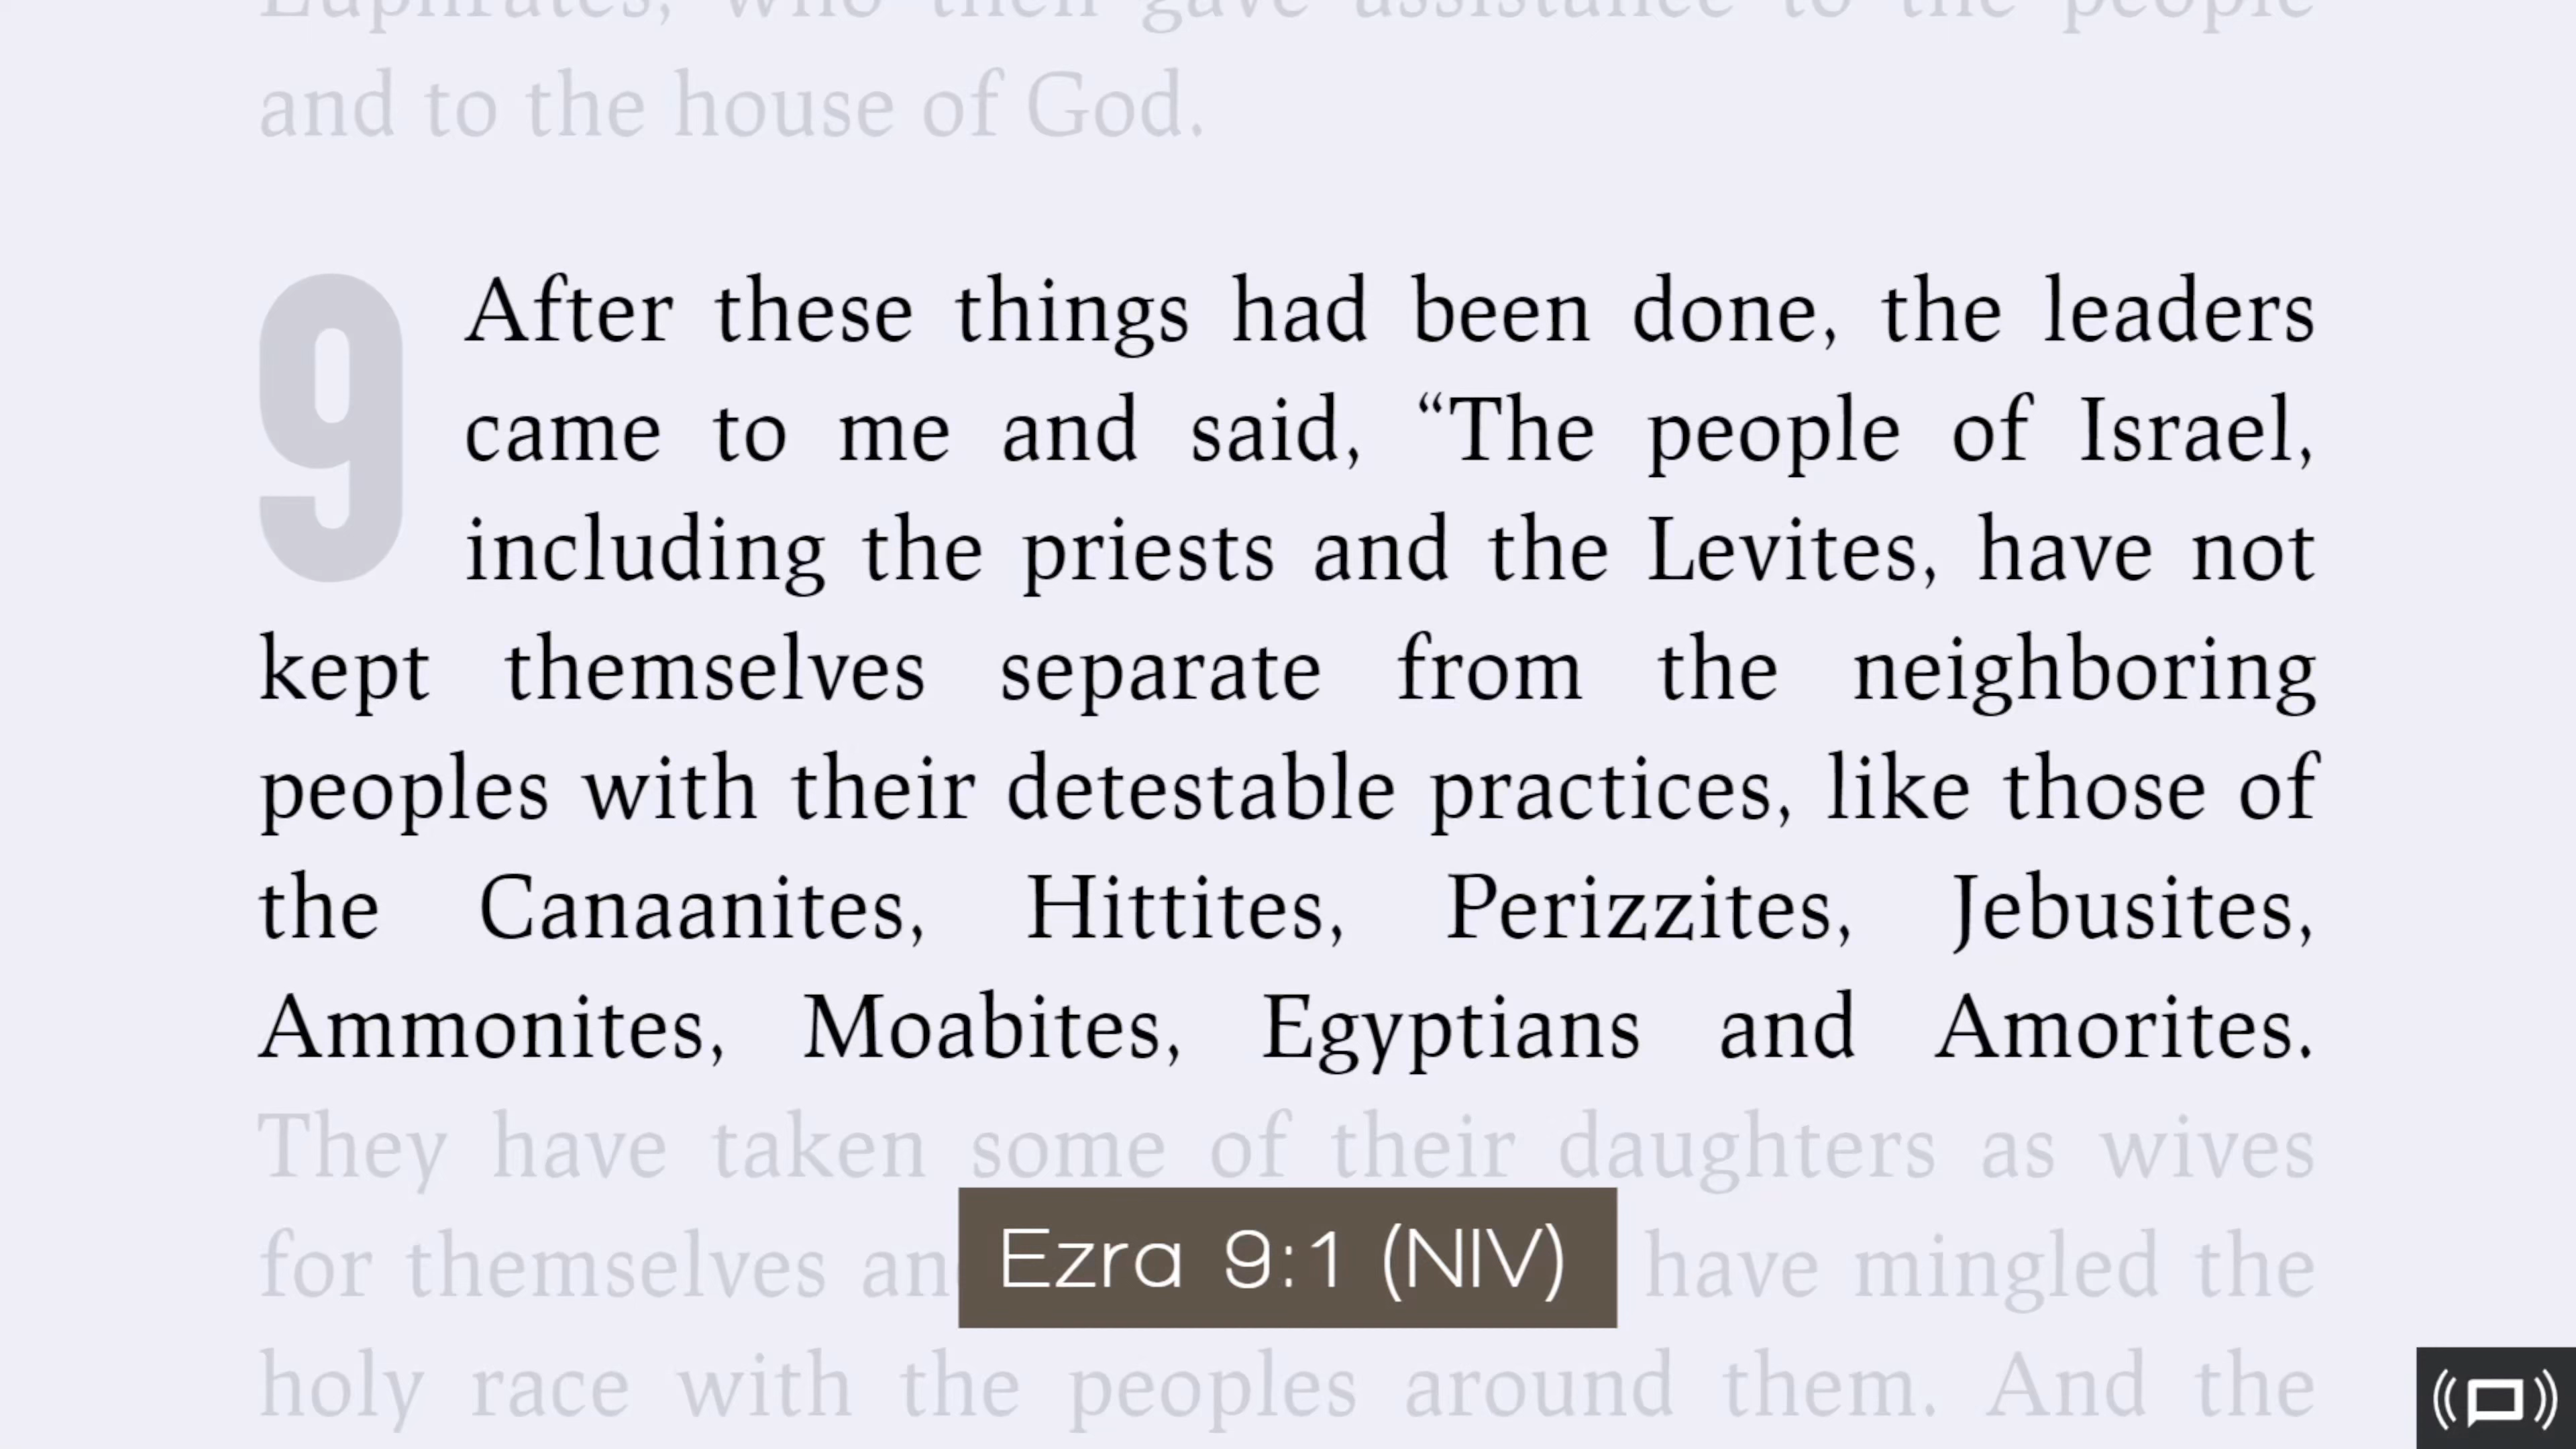 Euphrates, who then gave assistance to the people
and to the house of God.
9
After these things had been done, the leaders
came to me and said, “The people of Israel,
including the priests and the Levites, have not
kept themselves separate from the neighboring
peoples with their detestable practices, like those of
the Canaanites, Hittites, Perizzites, Jebusites,
Ammonites, Moabites, Egyptians and Amorites.
They have taken some of their daughters as wives
for themselves an have mingled the
Ezra 9:1 (NIV)
holy race with the peoples around them. And the